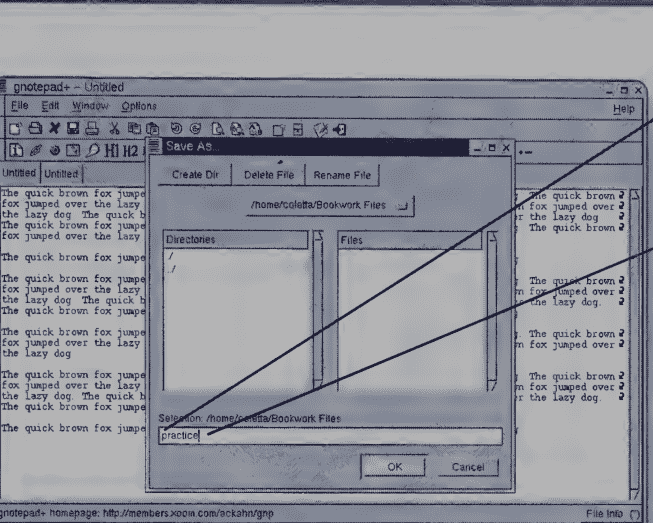 gnotepad+ - Untitled
File Edit Window Options Help
H1 H2
Untitled Untitled
Save As...
Create Dir Delete File Rename File
/home/coletta/Bookwork Files
Directories Files
./
../
Selection: /home/coletta/Bookwork Files
practice
OK Cancel
The quick brown fox jumpe
fox jumped over the lazy
the lazy dog The quick b
The quick brown fox jumpe
fox jumped over the lazy
The quick brown fox jumpe
The quick brown fox jumpe
fox jumped over the lazy
the lazy dog The quick b
The quick brown fox jumpe
The quick brown fox jumpe
fox jumped over the lazy
the lazy dog
The quick brown fox jumpe
fox jumped over the lazy
the lazy dog. The quick b
The quick brown fox jumpe
The quick brown fox jumpe
The quick brown
fox jumped over
the lazy dog
The quick brown
The quick brown
fox jumped over
the lazy dog.
The quick brown
fox jumped over
The quick brown
fox jumped over
the lazy dog.
gnotepad+ homepage: http://members.xoom.com/ackahn/gnp File Info